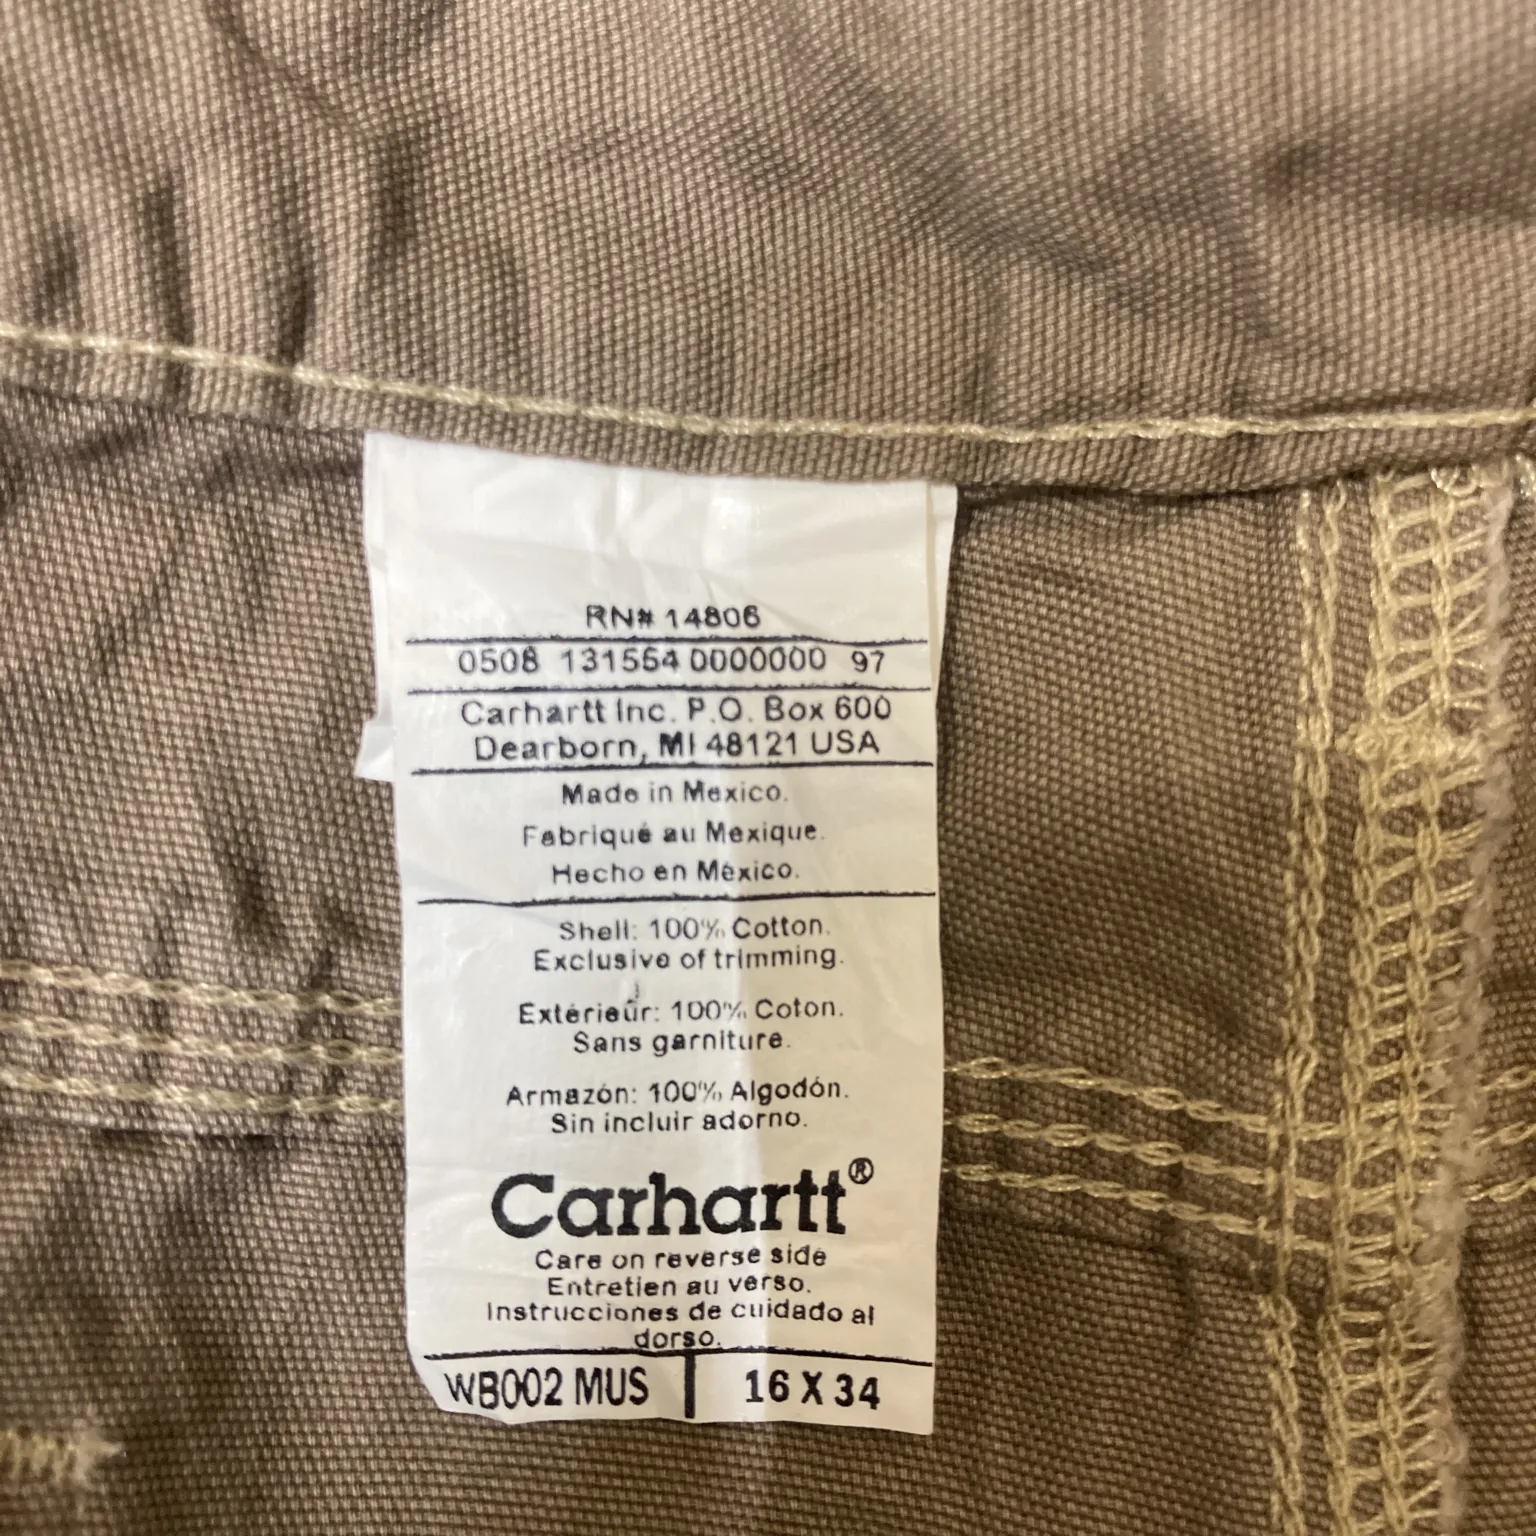 RN# 14806
0508 131554 0000000 97
Carhartt Inc. P.O. Box 600
Dearborn, MI 48121 USA
Made in Mexico.
Fabriqué au Mexique.
Hecho en México.
Shell: 100% Cotton.
Exclusive of trimming.
Extérieur: 100% Coton.
Sans garniture.
Armazón: 100% Algodón.
Sin incluir adorno.
Carhartt®
Care on reverse side
Entretien au verso.
Instrucciones de cuidado al
dorso.
WB002 MUS | 16 X 34